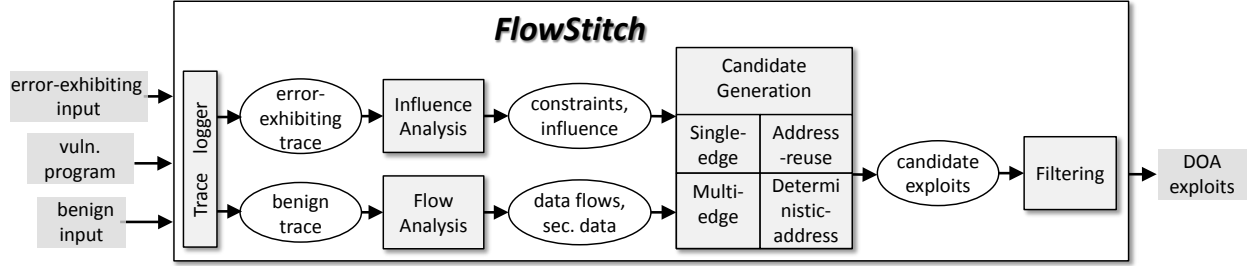 FlowStitch
error-exhibiting
input
vuln.
program
benign
input
Trace logger
error-
exhibiting
trace
Influence
Analysis
constraints,
influence
benign
trace
Flow
Analysis
data flows,
sec. data
Candidate
Generation
Single-
edge
Address
-reuse
Multi-
edge
Determi
nistic-
address
candidate
exploits
Filtering
DOA
exploits